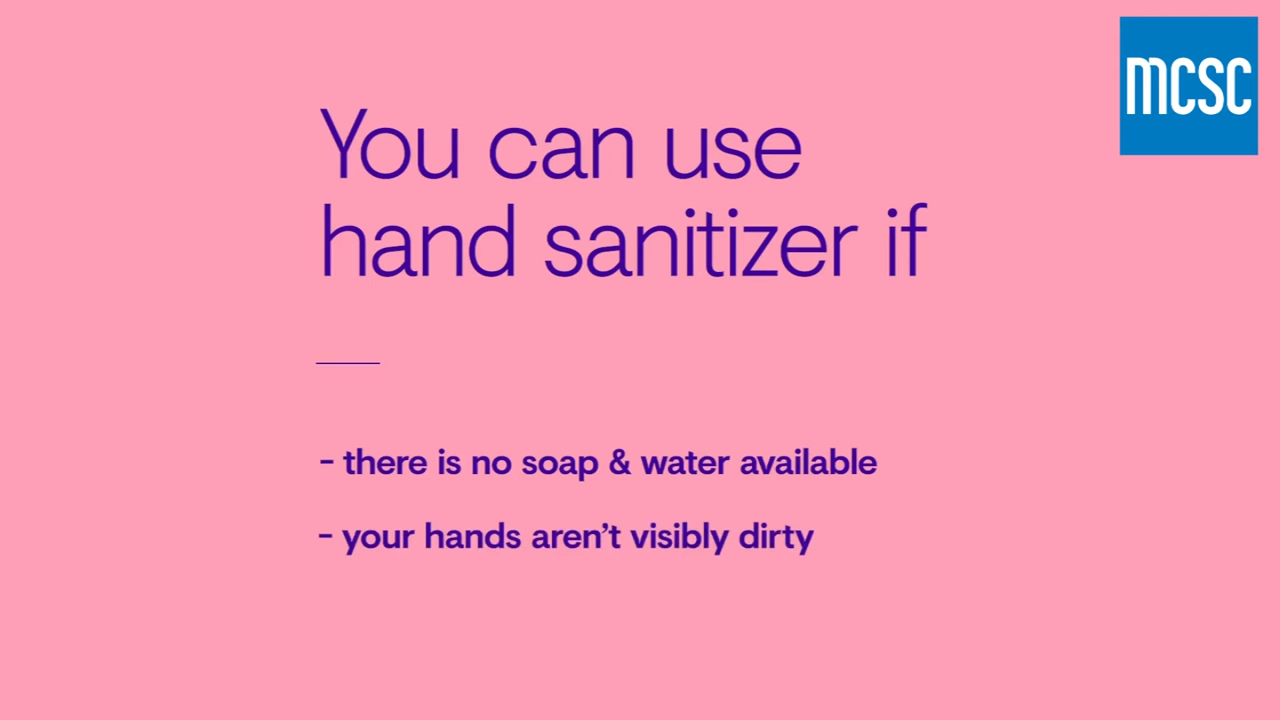 mcsc
You can use
hand sanitizer if
- there is no soap & water available
- your hands aren’t visibly dirty